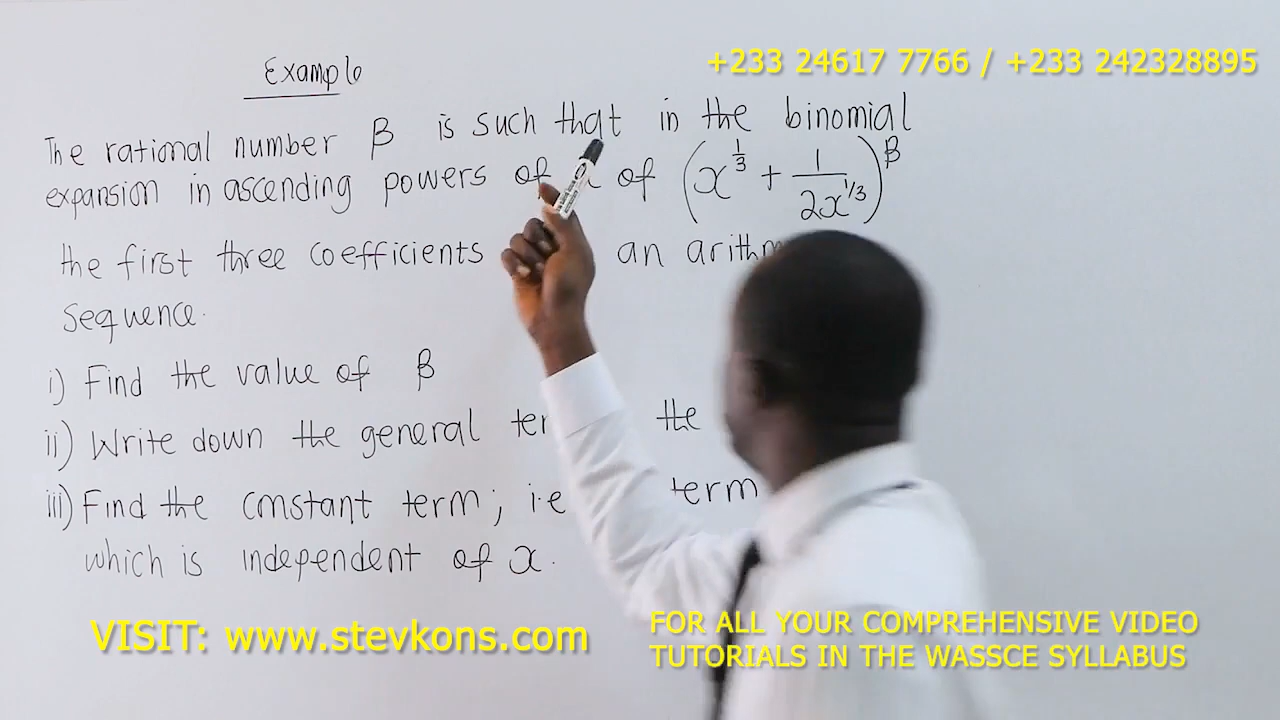 +233 24617 7766 / +233 242328895
Example
The rational number β is such that in the binomial
expansion in ascending powers of x of (x^{1/3} + 1/(2x^{1/3}))^β
the first three coefficients an
sequence.
i) Find the value of β
ii) Write down the general the
iii) Find the constant term; i.e term
which is independent of x.
VISIT: www.stevkons.com
FOR ALL YOUR COMPREHENSIVE VIDEO
TUTORIALS IN THE WASSCE SYLLABUS